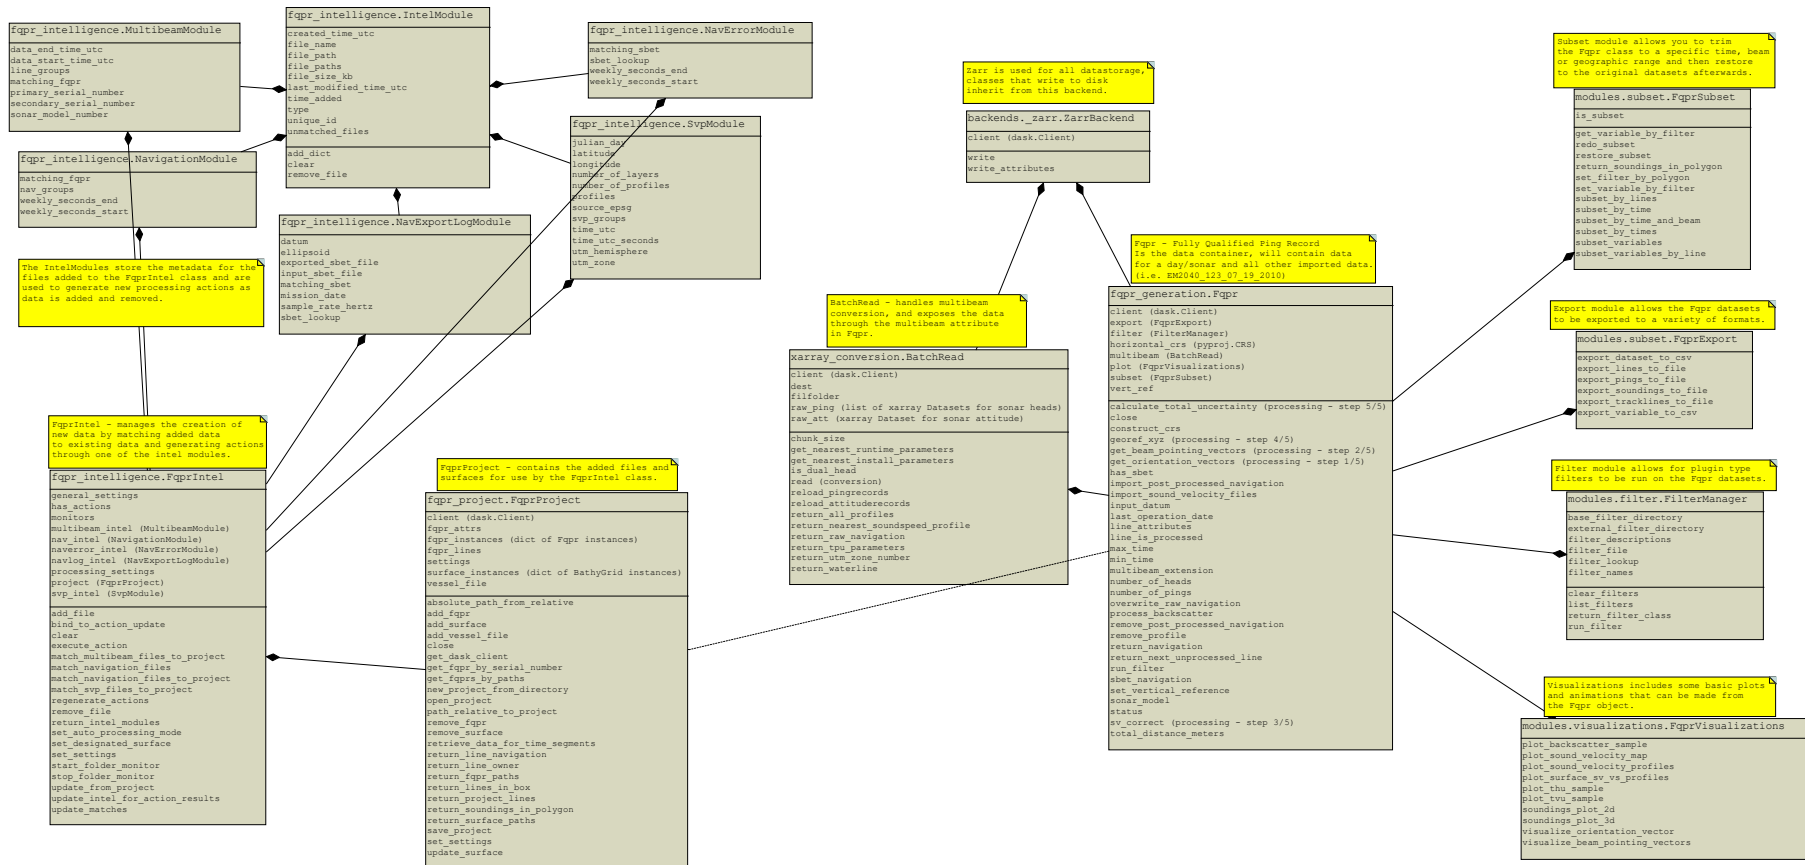 fqpr_intelligence.MultibeamModule
data_end_time_utc
data_start_time_utc
line_groups
matching_fqpr
primary_serial_number
secondary_serial_number
sonar_model_number
fqpr_intelligence.IntelModule
created_time_utc
file_name
file_path
file_paths
file_size_kb
last_modified_time_utc
time_added
type
unique_id
unmatched_files
add_dict
clear
remove_file
fqpr_intelligence.NavErrorModule
matching_sbet
sbet_lookup
weekly_seconds_end
weekly_seconds_start
fqpr_intelligence.NavigationModule
matching_fqpr
nav_groups
weekly_seconds_end
weekly_seconds_start
fqpr_intelligence.SvpModule
julian_day
latitude
longitude
number_of_layers
number_of_profiles
profiles
source_epsg
svp_groups
time_utc
time_utc_seconds
utm_hemisphere
utm_zone
fqpr_intelligence.NavExportLogModule
datum
ellipsoid
exported_sbet_file
input_sbet_file
matching_sbet
mission_date
sample_rate_hertz
sbet_lookup
The IntelModules store the metadata for the
files added to the FqprIntel class and are
used to generate new processing actions as
data is added and removed.
FqprIntel - manages the creation of
new data by matching added data
to existing data and generating actions
through one of the intel modules.
fqpr_intelligence.FqprIntel
general_settings
has_actions
monitors
multibeam_intel (MultibeamModule)
nav_intel (NavigationModule)
naverror_intel (NavErrorModule)
navlog_intel (NavExportLogModule)
processing_settings
project (FqprProject)
svp_intel (SvpModule)
add_file
bind_to_action_update
clear
execute_action
match_multibeam_files_to_project
match_navigation_files
match_navigation_files_to_project
match_svp_files_to_project
regenerate_actions
remove_file
return_intel_modules
set_auto_processing_mode
set_designated_surface
set_settings
start_folder_monitor
stop_folder_monitor
update_from_project
update_intel_for_action_results
update_matches
FqprProject - contains the added files and
surfaces for use by the FqprIntel class.
fqpr_project.FqprProject
client (dask.Client)
fqpr_attrs
fqpr_instances (dict of Fqpr instances)
fqpr_lines
settings
surface_instances (dict of BathyGrid instances)
vessel_file
absolute_path_from_relative
add_fqpr
add_surface
add_vessel_file
close
get_dask_client
get_fqpr_by_serial_number
get_fqprs_by_paths
new_project_from_directory
open_project
path_relative_to_project
remove_fqpr
remove_surface
retrieve_data_for_time_segments
return_line_navigation
return_line_owner
return_fqpr_paths
return_lines_in_box
return_project_lines
return_soundings_in_polygon
return_surface_paths
save_project
set_settings
update_surface
Zarr is used for all datastorage,
classes that write to disk
inherit from this backend.
backends._zarr.ZarrBackend
client (dask.Client)
write
write_attributes
BatchRead - handles multibeam
conversion, and exposes the data
through the multibeam attribute
in Fqpr.
xarray_conversion.BatchRead
client (dask.Client)
dest
filfolder
raw_ping (list of xarray Datasets for sonar heads)
raw_att (xarray Dataset for sonar attitude)
chunk_size
get_nearest_runtime_parameters
get_nearest_install_parameters
is_dual_head
read (conversion)
reload_pingrecords
reload_attituderecords
return_all_profiles
return_nearest_soundspeed_profile
return_raw_navigation
return_tpu_parameters
return_utm_zone_number
return_waterline
Fqpr - Fully Qualified Ping Record
Is the data container, will contain data
for a day/sonar and all other imported data.
(i.e. EM2040_123_07_19_2010)
fqpr_generation.Fqpr
client (dask.Client)
export (FqprExport)
filter (FilterManager)
horizontal_crs (pyproj.CRS)
multibeam (BatchRead)
plot (FqprVisualizations)
subset (FqprSubset)
vert_ref
calculate_total_uncertainty (processing - step 5/5)
close
construct_crs
georef_xyz (processing - step 4/5)
get_beam_pointing_vectors (processing - step 2/5)
get_orientation_vectors (processing - step 1/5)
has_sbet
import_post_processed_navigation
import_sound_velocity_files
input_datum
last_operation_date
line_attributes
line_is_processed
max_time
min_time
multibeam_extension
number_of_heads
number_of_pings
overwrite_raw_navigation
process_backscatter
remove_post_processed_navigation
remove_profile
return_navigation
return_next_unprocessed_line
run_filter
sbet_navigation
set_vertical_reference
sonar_model
status
sv_correct (processing - step 3/5)
total_distance_meters
Subset module allows you to trim
the Fqpr class to a specific time, beam
or geographic range and then restore
to the original datasets afterwards.
modules.subset.FqprSubset
is_subset
get_variable_by_filter
redo_subset
restore_subset
return_soundings_in_polygon
set_filter_by_polygon
set_variable_by_filter
subset_by_lines
subset_by_time
subset_by_time_and_beam
subset_by_times
subset_variables
subset_variables_by_line
Export module allows the Fqpr datasets
to be exported to a variety of formats.
modules.subset.FqprExport
export_dataset_to_csv
export_lines_to_file
export_pings_to_file
export_soundings_to_file
export_tracklines_to_file
export_variable_to_csv
Filter module allows for plugin type
filters to be run on the Fqpr datasets.
modules.filter.FilterManager
base_filter_directory
external_filter_directory
filter_descriptions
filter_file
filter_lookup
filter_names
clear_filters
list_filters
return_filter_class
run_filter
Visualizations includes some basic plots
and animations that can be made from
the Fqpr object.
modules.visualizations.FqprVisualizations
plot_backscatter_sample
plot_sound_velocity_map
plot_sound_velocity_profiles
plot_surface_sv_vs_profiles
plot_thu_sample
plot_tvu_sample
soundings_plot_2d
soundings_plot_3d
visualize_orientation_vector
visualize_beam_pointing_vectors